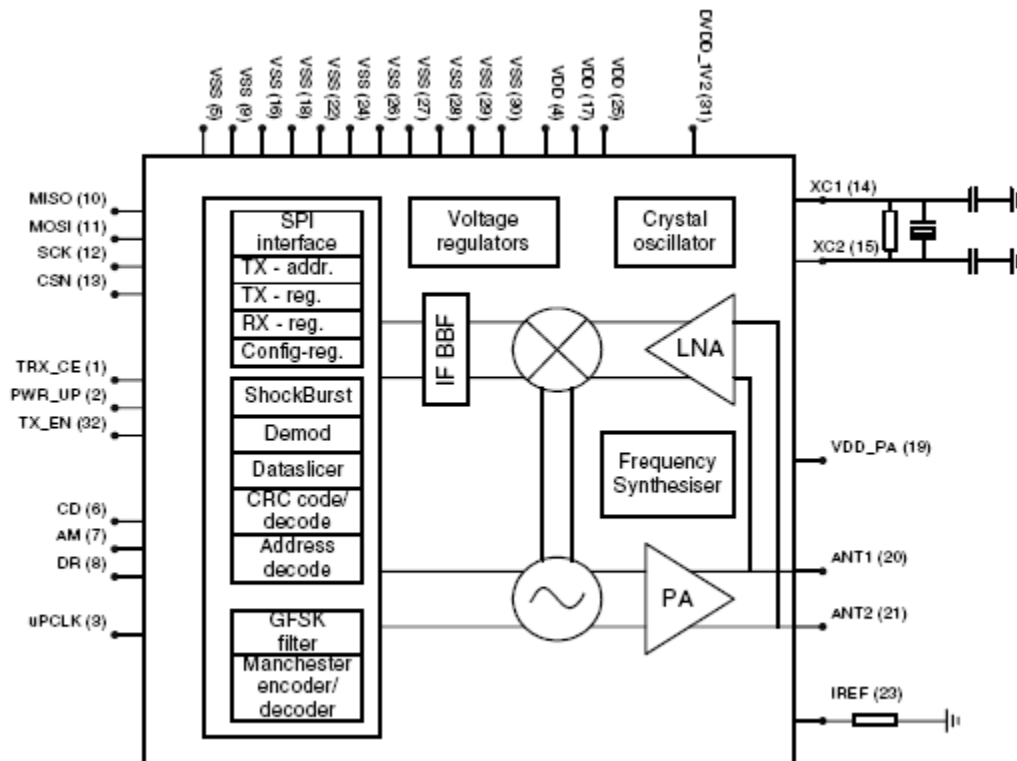 VSS (5)
VSS (9)
VSS (16)
VSS (18)
VSS (22)
VSS (24)
VSS (26)
VSS (27)
VSS (28)
VSS (29)
VSS (30)
VDD (4)
VDD (17)
VDD (25)
DVDD_1V2 (31)
MISO (10)
MOSI (11)
SCK (12)
CSN (13)
TRX_CE (1)
PWR_UP (2)
TX_EN (32)
CD (6)
AM (7)
DR (8)
uPCLK (3)
SPI
interface
TX - addr.
TX - reg.
RX - reg.
Config-reg.
ShockBurst
Demod
Dataslicer
CRC code/
decode
Address
decode
GFSK
filter
Manchester
encoder/
decoder
Voltage
regulators
Crystal
oscillator
IF BBF
LNA
Frequency
Synthesiser
PA
XC1 (14)
XC2 (15)
VDD_PA (19)
ANT1 (20)
ANT2 (21)
IREF (23)